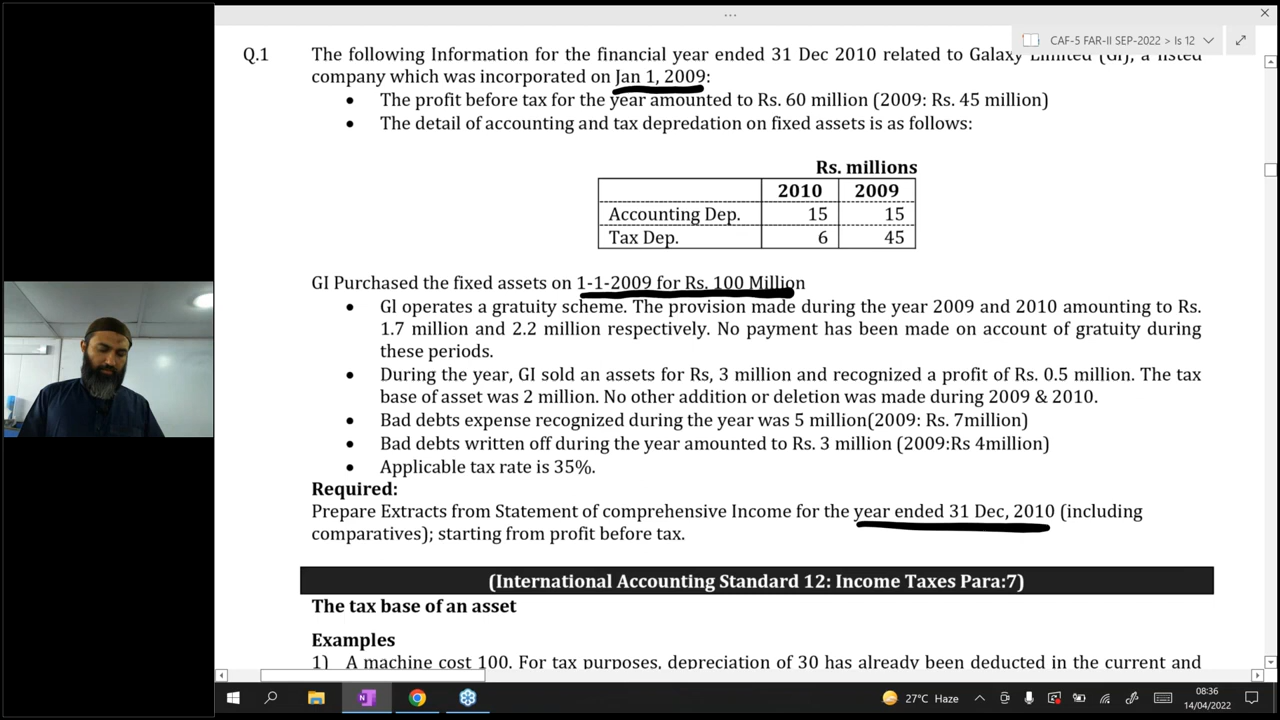 CAF-5 FAR-II SEP-2022 > Is 12
Q.1 The following Information for the financial year ended 31 Dec 2010 related to Galaxy Limited (GI), a listed
company which was incorporated on Jan 1, 2009:
• The profit before tax for the year amounted to Rs. 60 million (2009: Rs. 45 million)
• The detail of accounting and tax depredation on fixed assets is as follows:
Rs. millions
2010 2009
Accounting Dep. 15 15
Tax Dep. 6 45
GI Purchased the fixed assets on 1-1-2009 for Rs. 100 Million
• Gl operates a gratuity scheme. The provision made during the year 2009 and 2010 amounting to Rs.
1.7 million and 2.2 million respectively. No payment has been made on account of gratuity during
these periods.
• During the year, GI sold an assets for Rs, 3 million and recognized a profit of Rs. 0.5 million. The tax
base of asset was 2 million. No other addition or deletion was made during 2009 & 2010.
• Bad debts expense recognized during the year was 5 million(2009: Rs. 7million)
• Bad debts written off during the year amounted to Rs. 3 million (2009:Rs 4million)
• Applicable tax rate is 35%.
Required:
Prepare Extracts from Statement of comprehensive Income for the year ended 31 Dec, 2010 (including
comparatives); starting from profit before tax.
(International Accounting Standard 12: Income Taxes Para:7)
The tax base of an asset
Examples
1) A machine cost 100. For tax purposes, depreciation of 30 has already been deducted in the current and
27°C Haze
08:36
14/04/2022